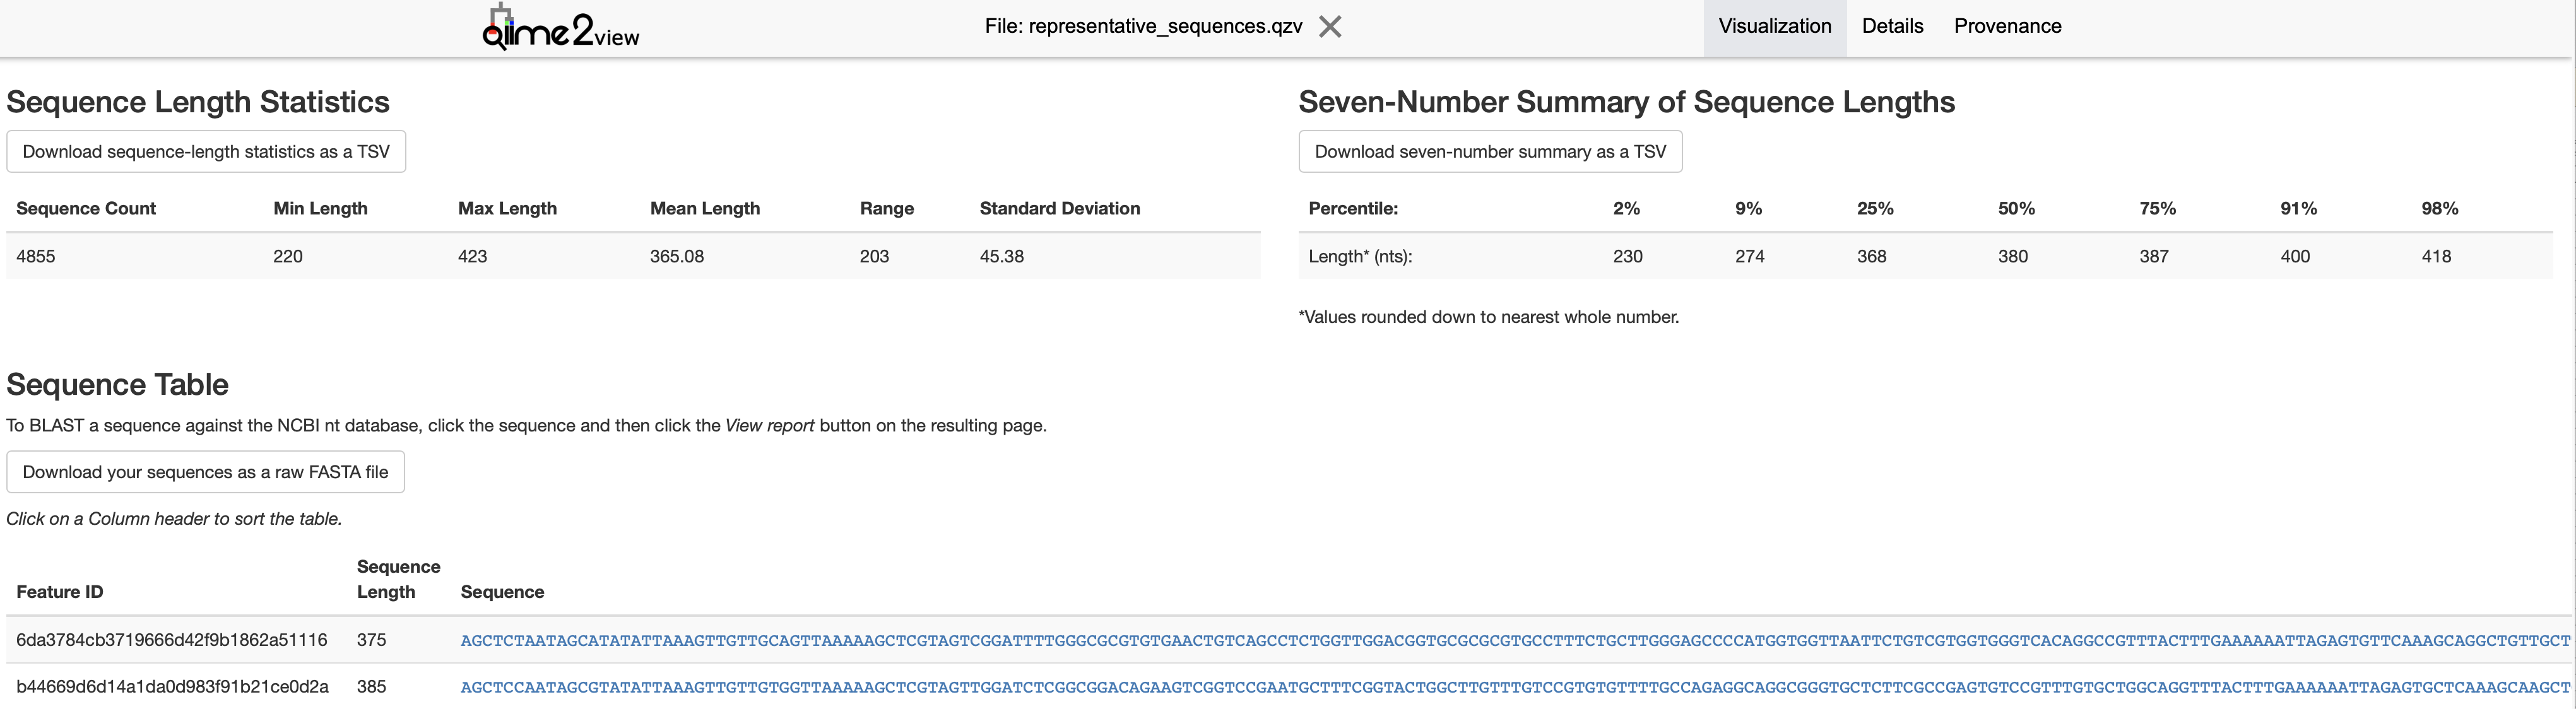 qiime2view
File: representative_sequences.qzv
Visualization Details Provenance
Sequence Length Statistics
Download sequence-length statistics as a TSV
Sequence Count Min Length Max Length Mean Length Range Standard Deviation
4855 220 423 365.08 203 45.38
Seven-Number Summary of Sequence Lengths
Download seven-number summary as a TSV
Percentile: 2% 9% 25% 50% 75% 91% 98%
Length* (nts): 230 274 368 380 387 400 418
*Values rounded down to nearest whole number.
Sequence Table
To BLAST a sequence against the NCBI nt database, click the sequence and then click the View report button on the resulting page.
Download your sequences as a raw FASTA file
Click on a Column header to sort the table.
Feature ID Sequence Length Sequence
6da3784cb3719666d42f9b1862a51116 375 AGCTCTAATAGCATATATTAAAGTTGTTGCAGTTAAAAAGCTCGTAGTCGGATTTTGGGCGCGTGTGAACTGTCAGCCTCTGGTTGGACGGTGCGCGCGTGCCTTTCTGCTTGGGAGCCCCATGGTGGTTAATTCTGTCGTGGTGGGTCACAGGCCGTTTACTTTGAAAAAATTAGAGTGTTCAAAGCAGGCTGTTGCT
b44669d6d14a1da0d983f91b21ce0d2a 385 AGCTCCAATAGCGTATATTAAAGTTGTTGTGGTTAAAAAGCTCGTAGTTGGATCTCGGCGGACAGAAGTCGGTCCGAATGCTTTCGGTACTGGCTTGTTTGTCCGTGTGTTTTGCCAGAGGCAGGCGGGTGCTCTTCGCCGAGTGTCCGTTTGTGCTGGCAGGTTTACTTTGAAAAAATTAGAGTGCTCAAAGCAAGCT